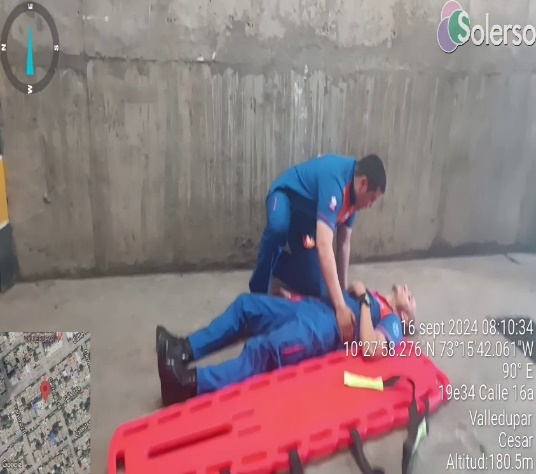 E
N
S
W
Solerso
16 sept 2024 08:10:34
10°27'58.276"N 73°15'42.061"W
90° E
19e34 Calle 16a
Valledupar
Cesar
Altitud:180.5m
Google